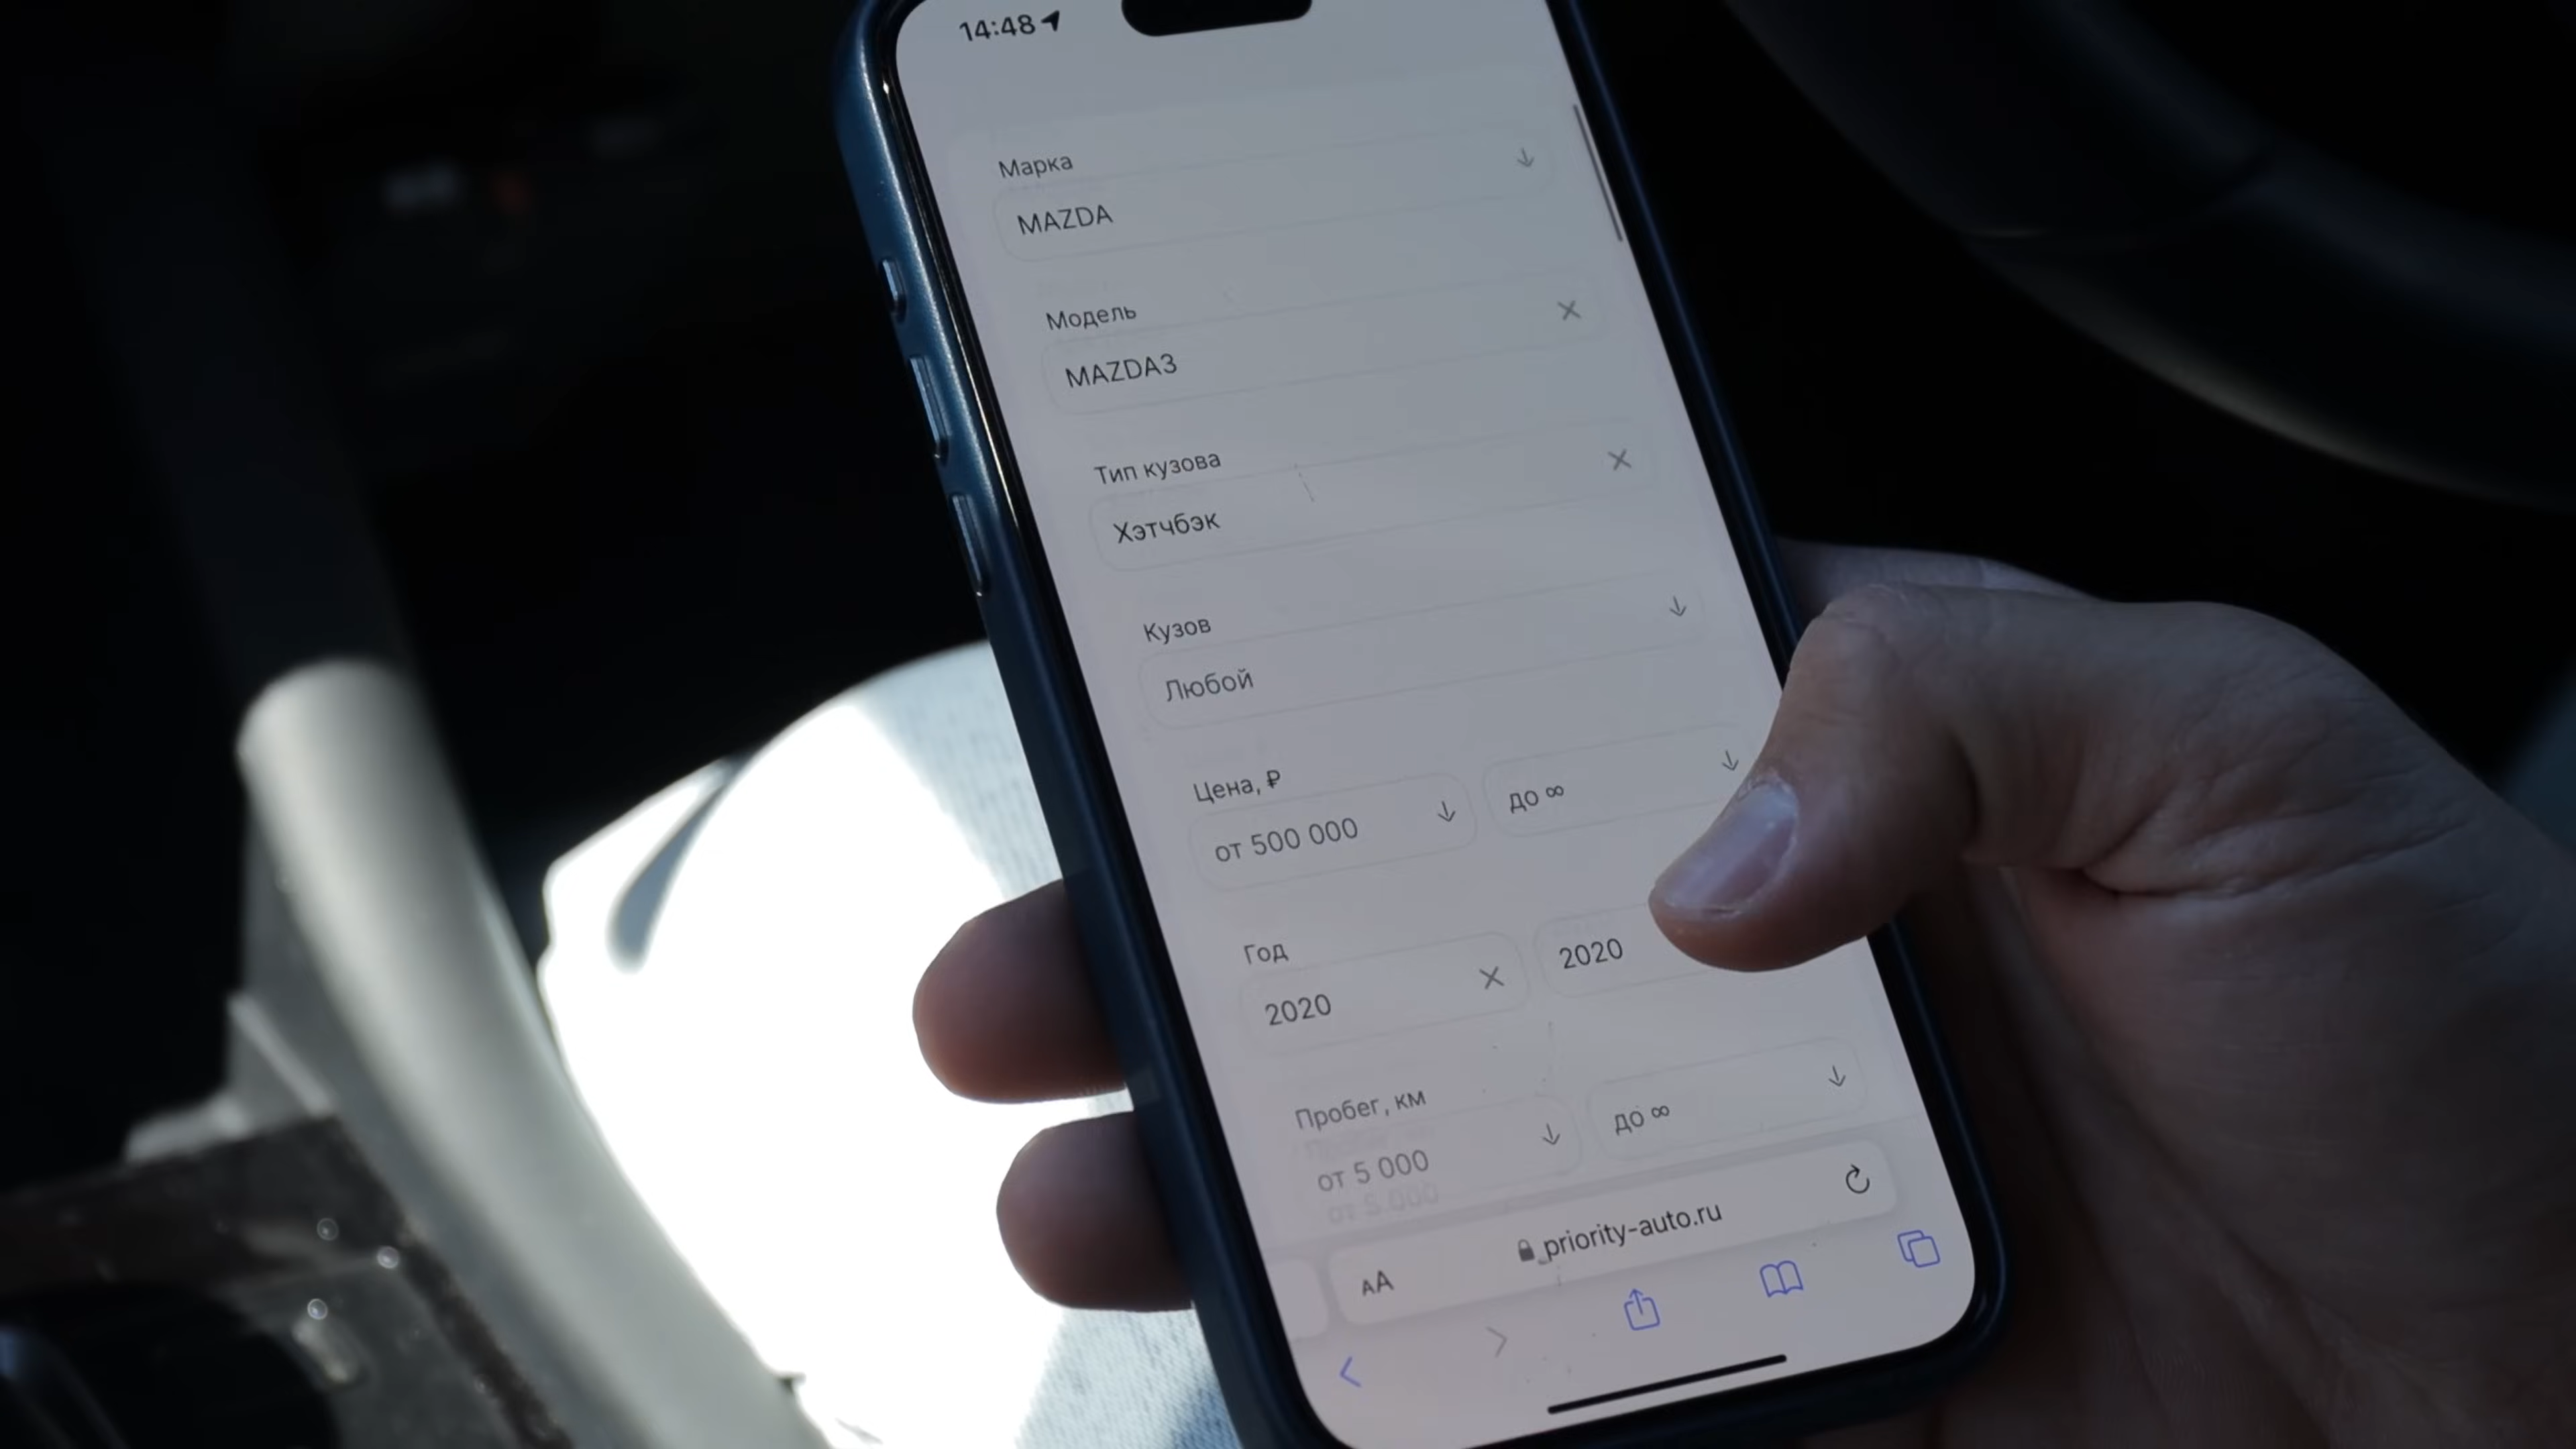 14:48
Марка
MAZDA
Модель
MAZDA3
Тип кузова
Хэтчбэк
Кузов
Любой
Цена, ₽
от 500 000
до ∞
Год
2020
2020
Пробег, км
от 5 000
до ∞
AA
priority-auto.ru